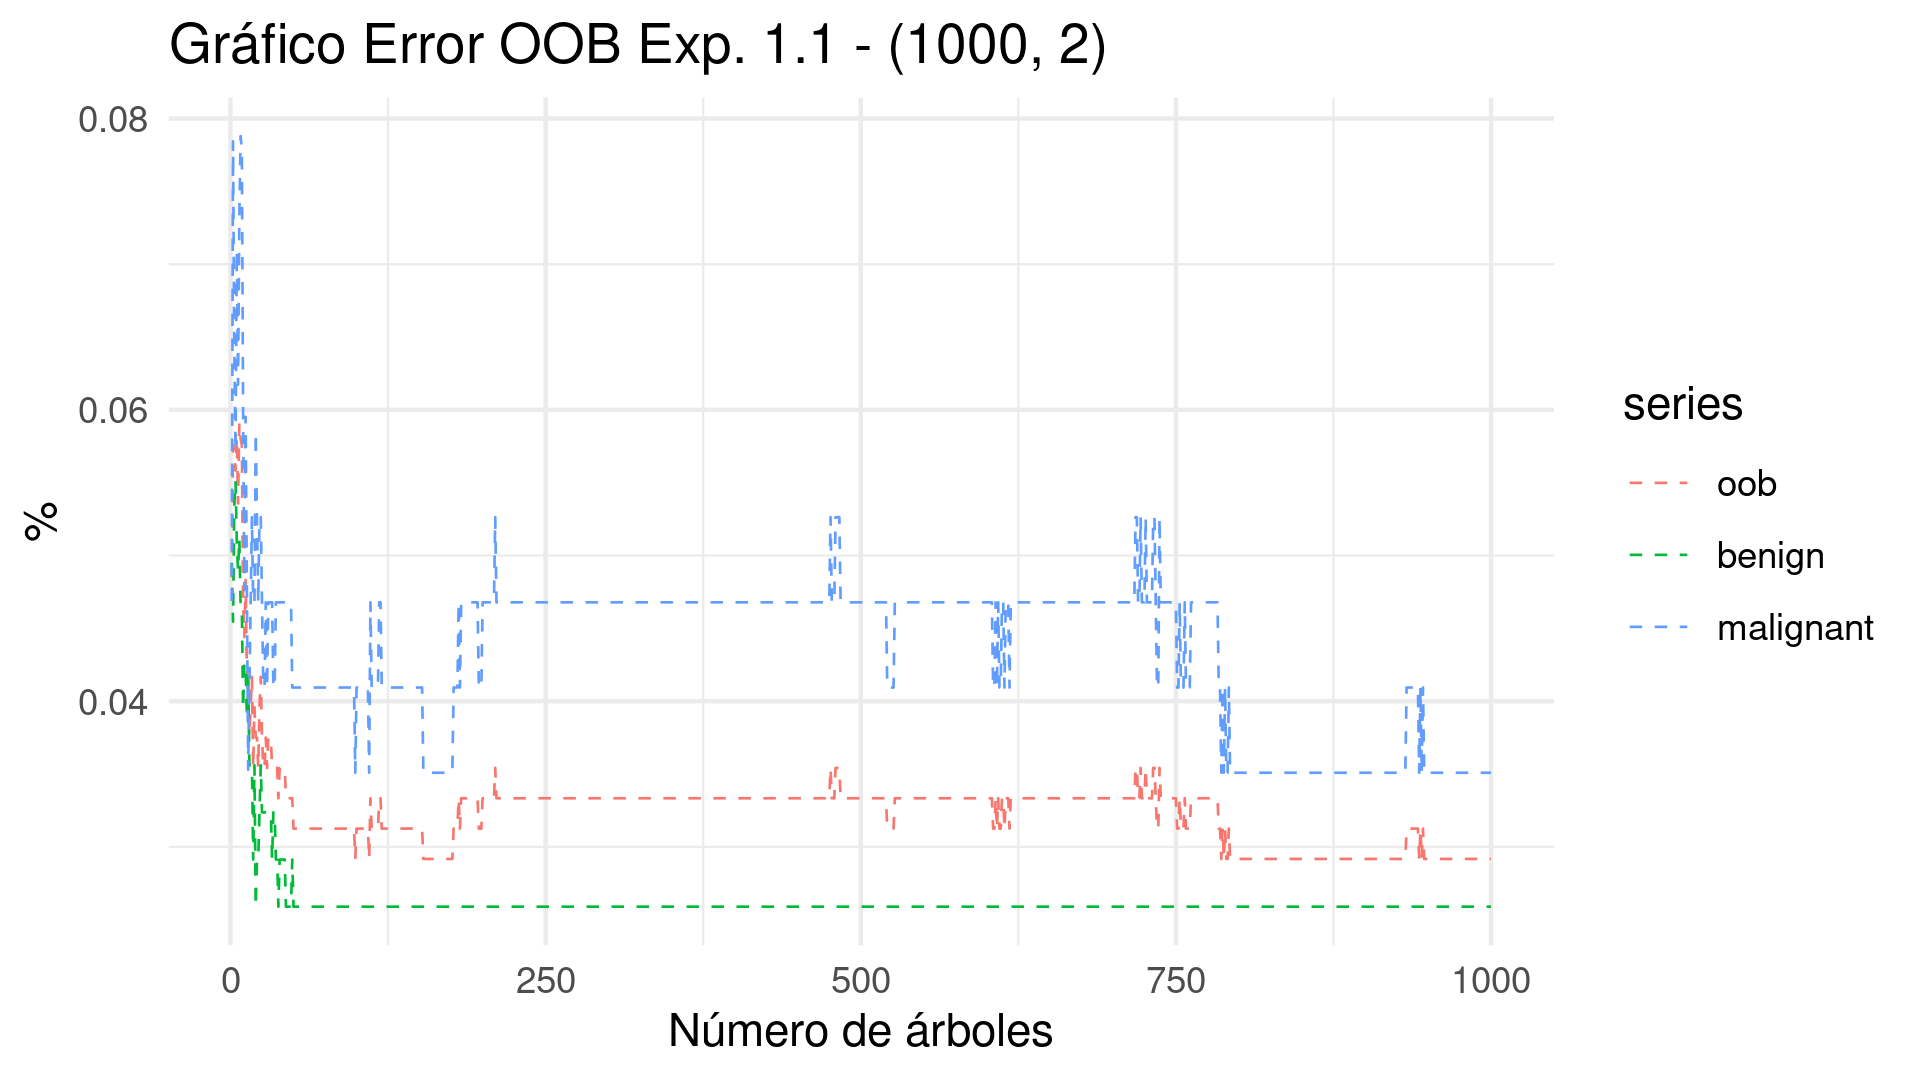 Gráfico Error OOB Exp. 1.1 - (1000, 2)
0.08
0.06
0.04
%
0 250 500 750 1000
Número de árboles
series
oob
benign
malignant